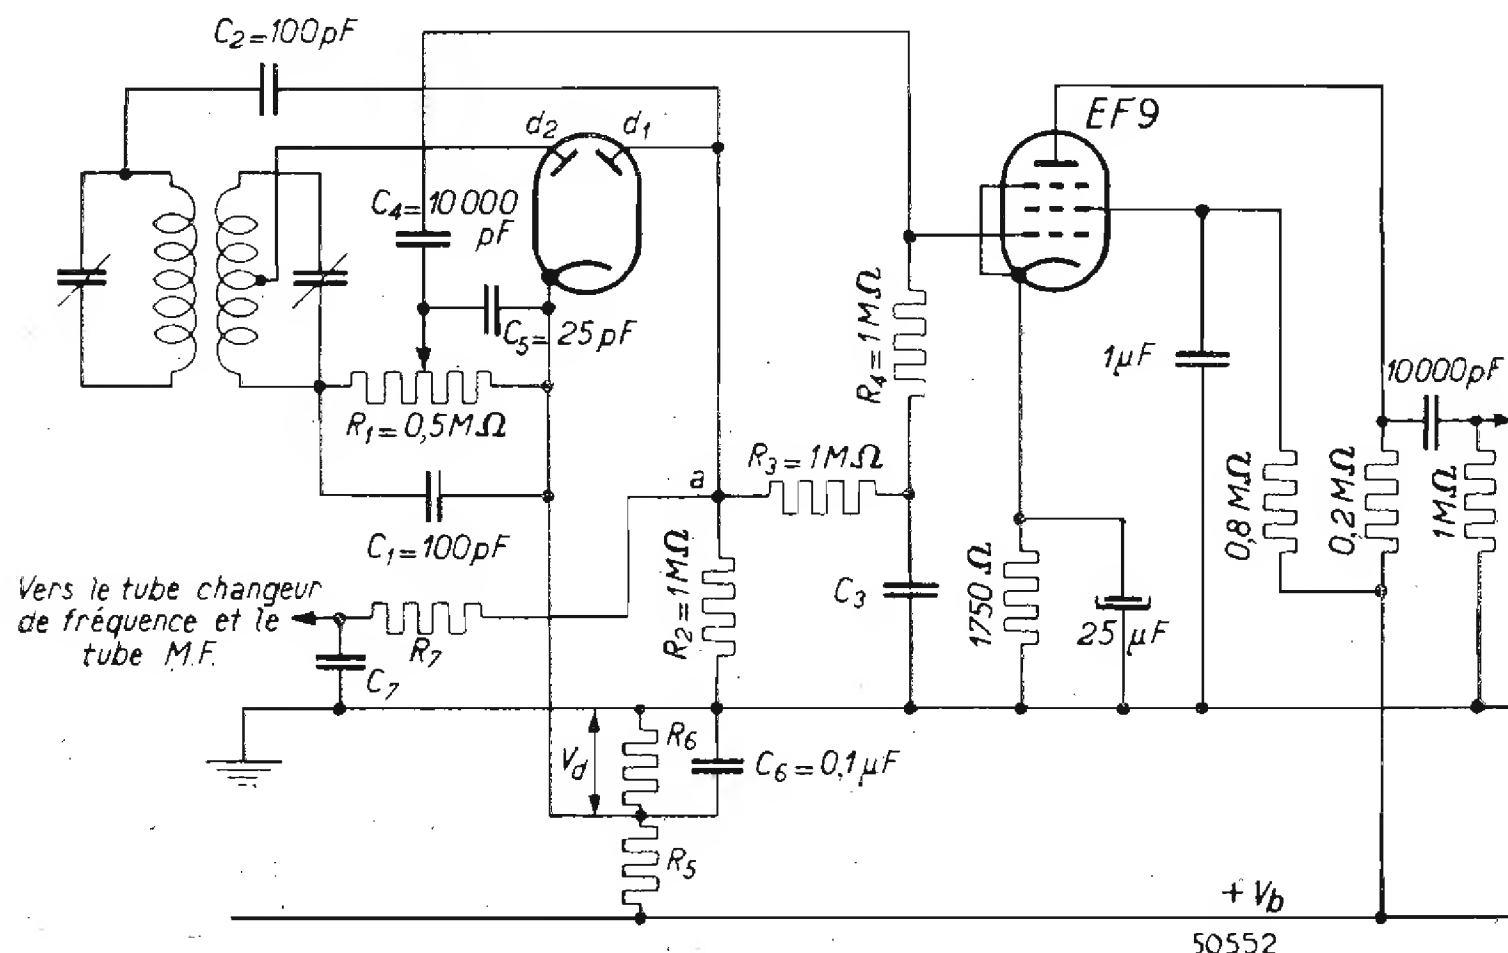 C2=100pF
EF9
d2
d1
C4=10000
pF
C5=25pF
R4=1MΩ
1µF
10000pF
R1=0,5MΩ
R3=1MΩ
a
0,8MΩ
0,2MΩ
1MΩ
C1=100pF
R2=1MΩ
C3
1750Ω
25µF
Vers le tube changeur
de fréquence et le
tube M.F.
R7
C7
Vd
R6
C6=0,1µF
R5
+Vb
50552